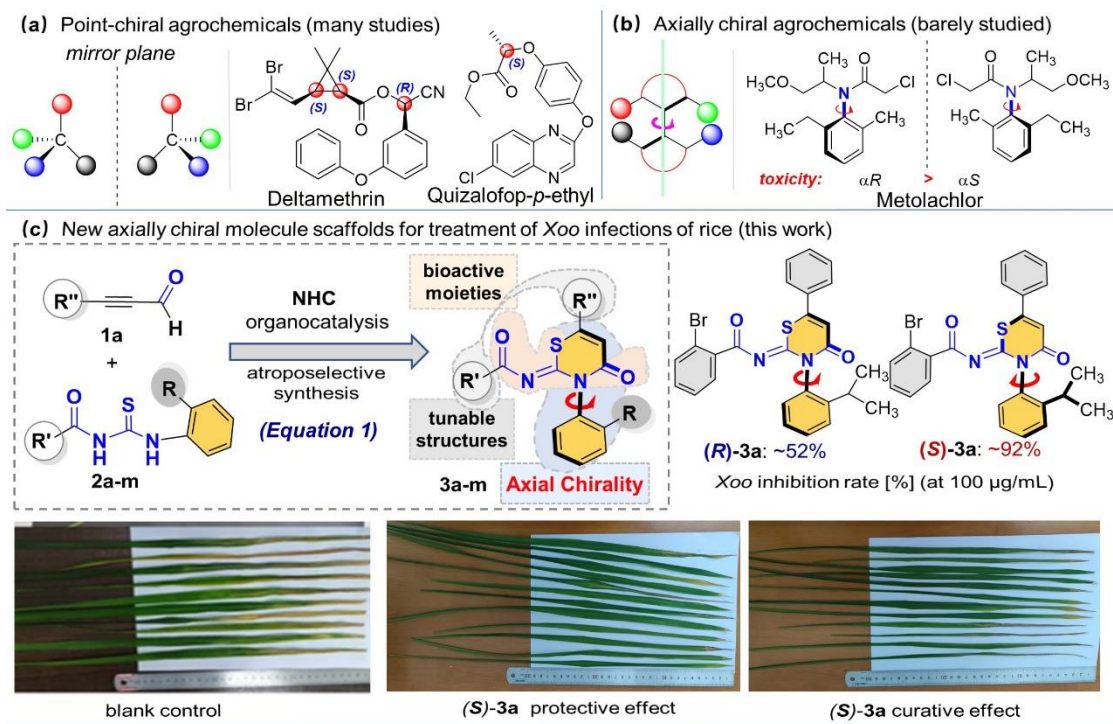 (a) Point-chiral agrochemicals (many studies)
mirror plane
C
C
Br
Br
(S)
(S)
(R)
O
O
CN
O
Deltamethrin
(S)
O
O
O
O
N
N
Cl
Quizalofop-p-ethyl
(b) Axially chiral agrochemicals (barely studied)
CH3
H3CO
O
Cl
N
CH3
O
CH3
Cl
OCH3
N
CH3
toxicity: αR > αS
Metolachlor
(c) New axially chiral molecule scaffolds for treatment of Xoo infections of rice (this work)
R"
O
H
1a
+
O
S
R
R'
N
H
N
H
2a-m
NHC
organocatalysis
atroposelective
synthesis
(Equation 1)
bioactive
moieties
R"
O
S
R'
N
N
O
R
tunable
structures
3a-m
Axial Chirality
Br
O
S
N
N
O
CH3
CH3
(R)-3a: ~52%
Br
O
S
N
N
O
CH3
CH3
(S)-3a: ~92%
Xoo inhibition rate [%] (at 100 μg/mL)
blank control
(S)-3a protective effect
(S)-3a curative effect